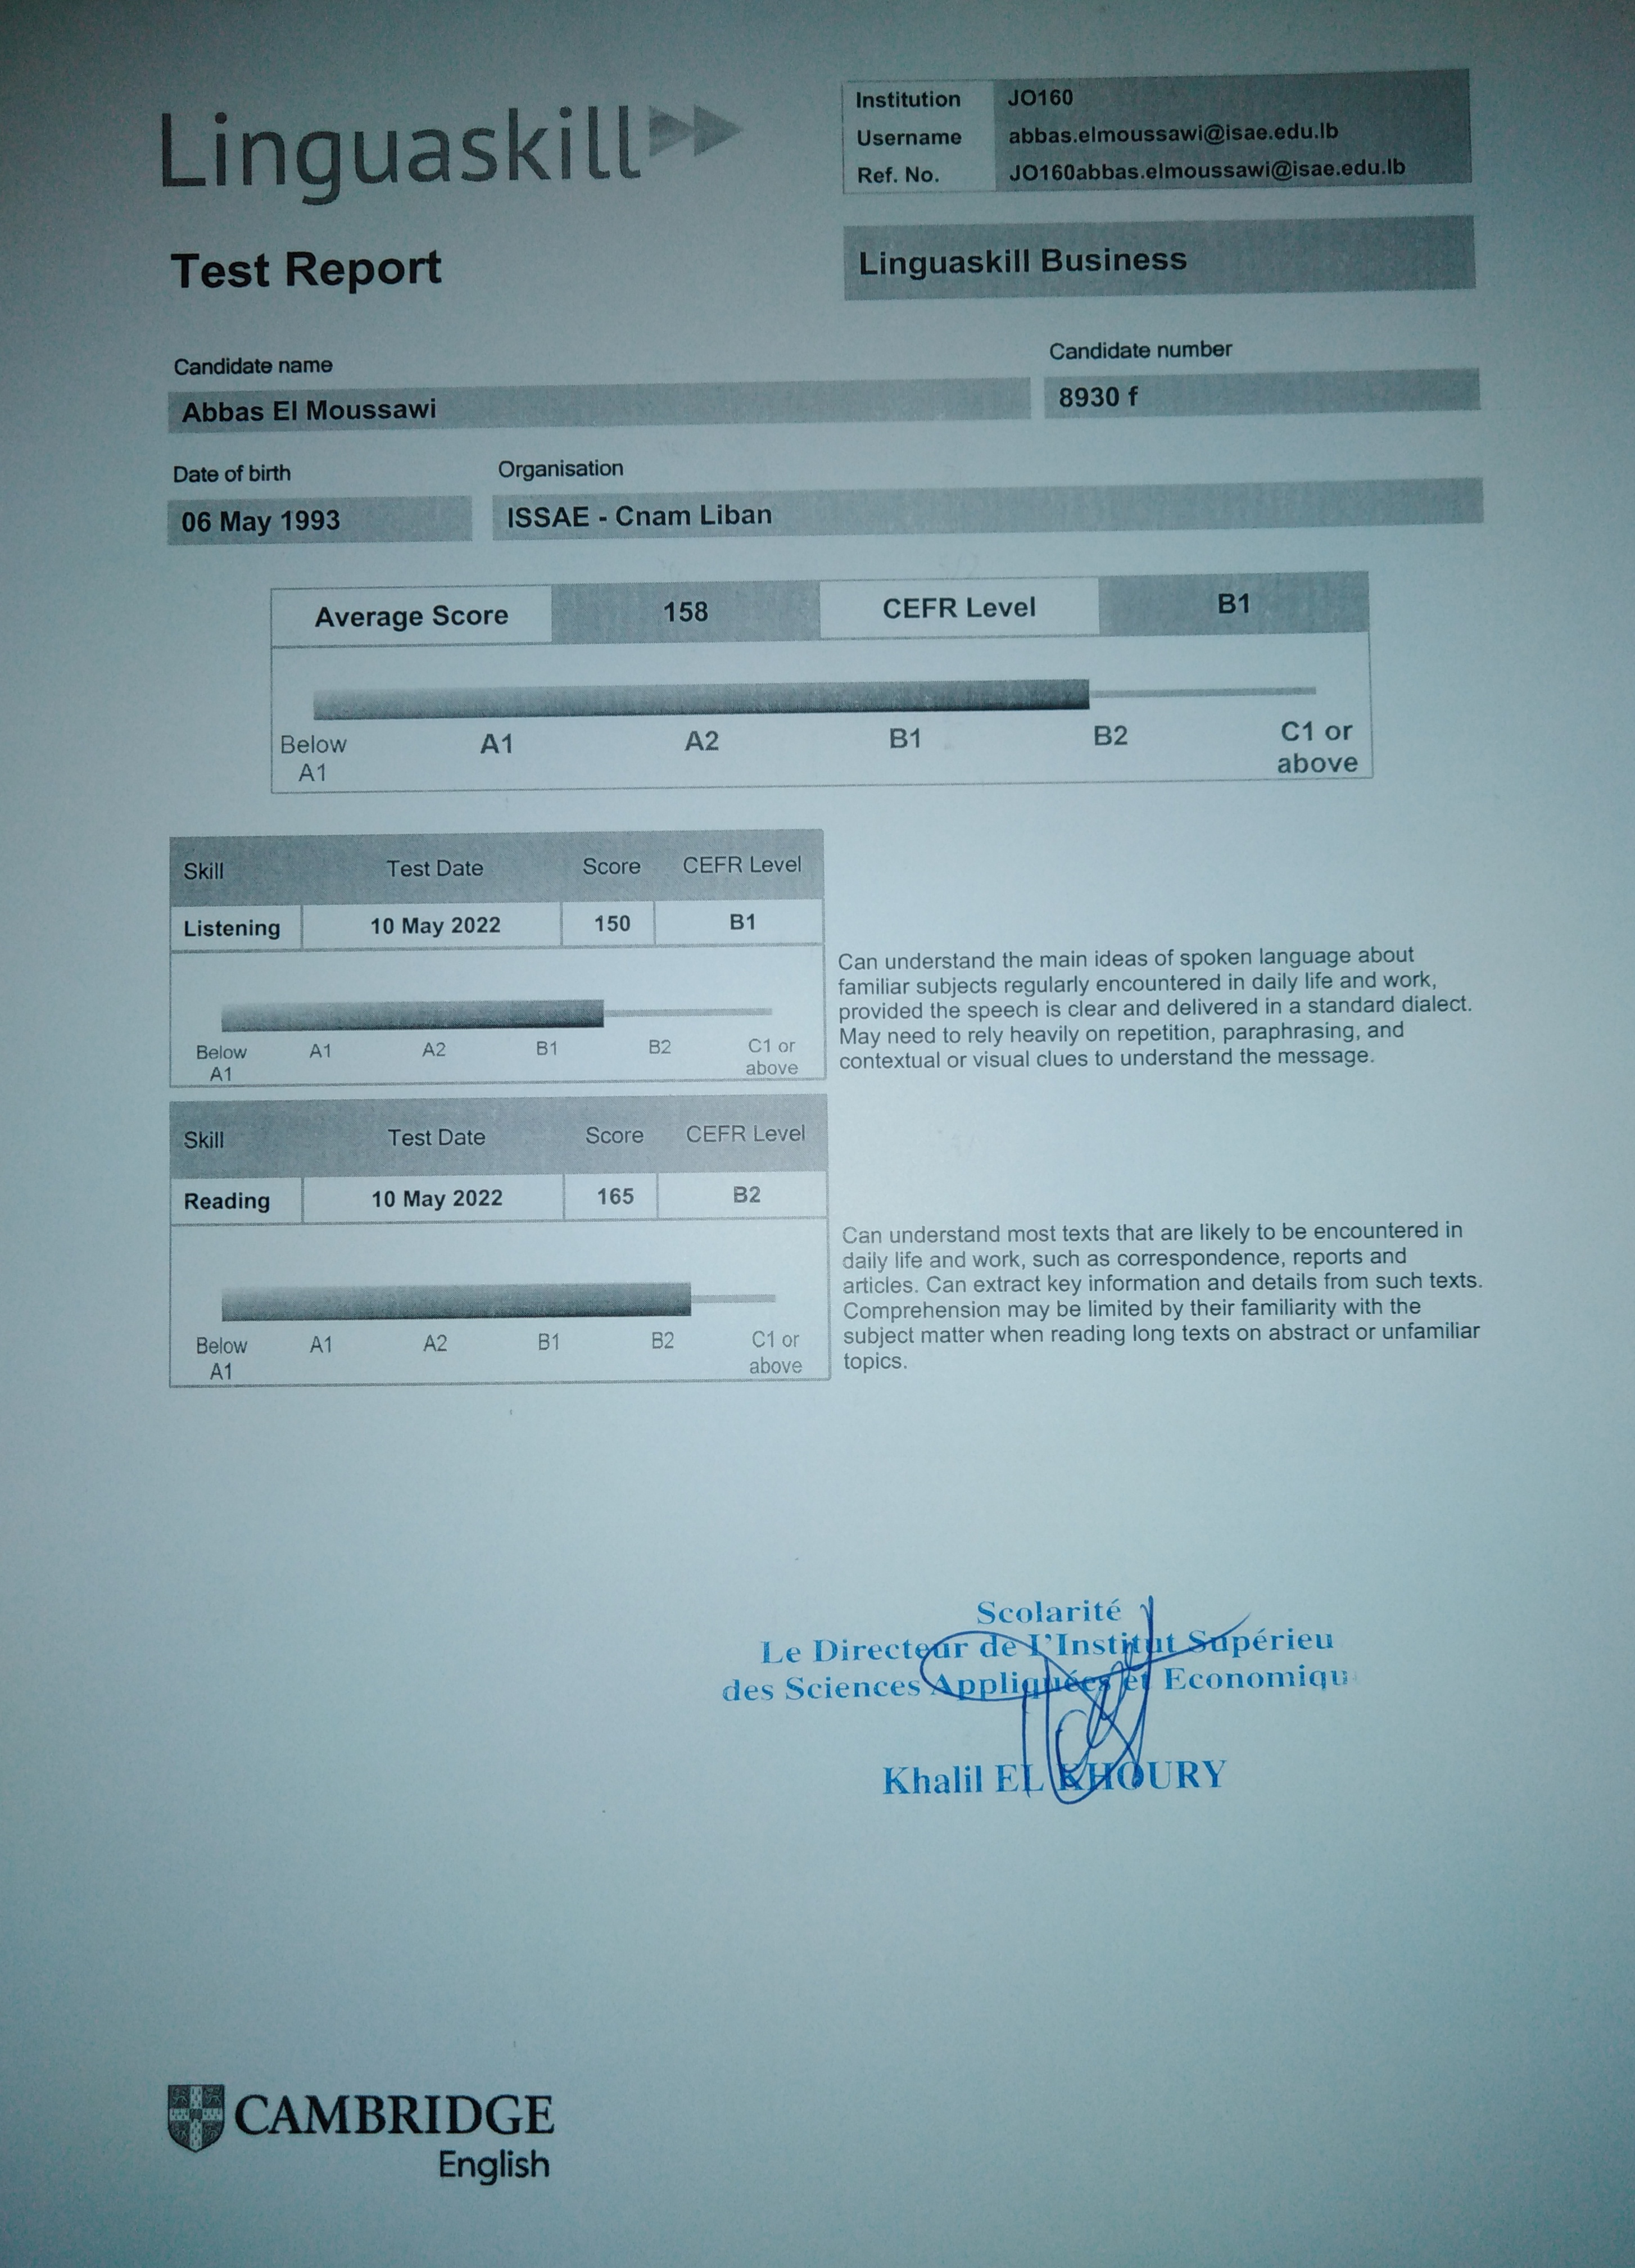 Linguaskill
Institution JO160
Username abbas.elmoussawi@isae.edu.lb
Ref. No. JO160abbas.elmoussawi@isae.edu.lb
Test Report
Linguaskill Business
Candidate name
Candidate number
Abbas El Moussawi
8930 f
Date of birth
Organisation
06 May 1993
ISSAE - Cnam Liban
Average Score 158 CEFR Level B1
Below A1 A2 B1 B2 C1 or
A1 above
Skill Test Date Score CEFR Level
Listening 10 May 2022 150 B1
Below A1 A2 B1 B2 C1 or
A1 above
Can understand the main ideas of spoken language about
familiar subjects regularly encountered in daily life and work,
provided the speech is clear and delivered in a standard dialect.
May need to rely heavily on repetition, paraphrasing, and
contextual or visual clues to understand the message.
Skill Test Date Score CEFR Level
Reading 10 May 2022 165 B2
Below A1 A2 B1 B2 C1 or
A1 above
Can understand most texts that are likely to be encountered in
daily life and work, such as correspondence, reports and
articles. Can extract key information and details from such texts.
Comprehension may be limited by their familiarity with the
subject matter when reading long texts on abstract or unfamiliar
topics.
Scolarité
Le Directeur de L'Institut Supérieu
des Sciences Appliquées et Economiqu
Khalil EL KHOURY
CAMBRIDGE
English